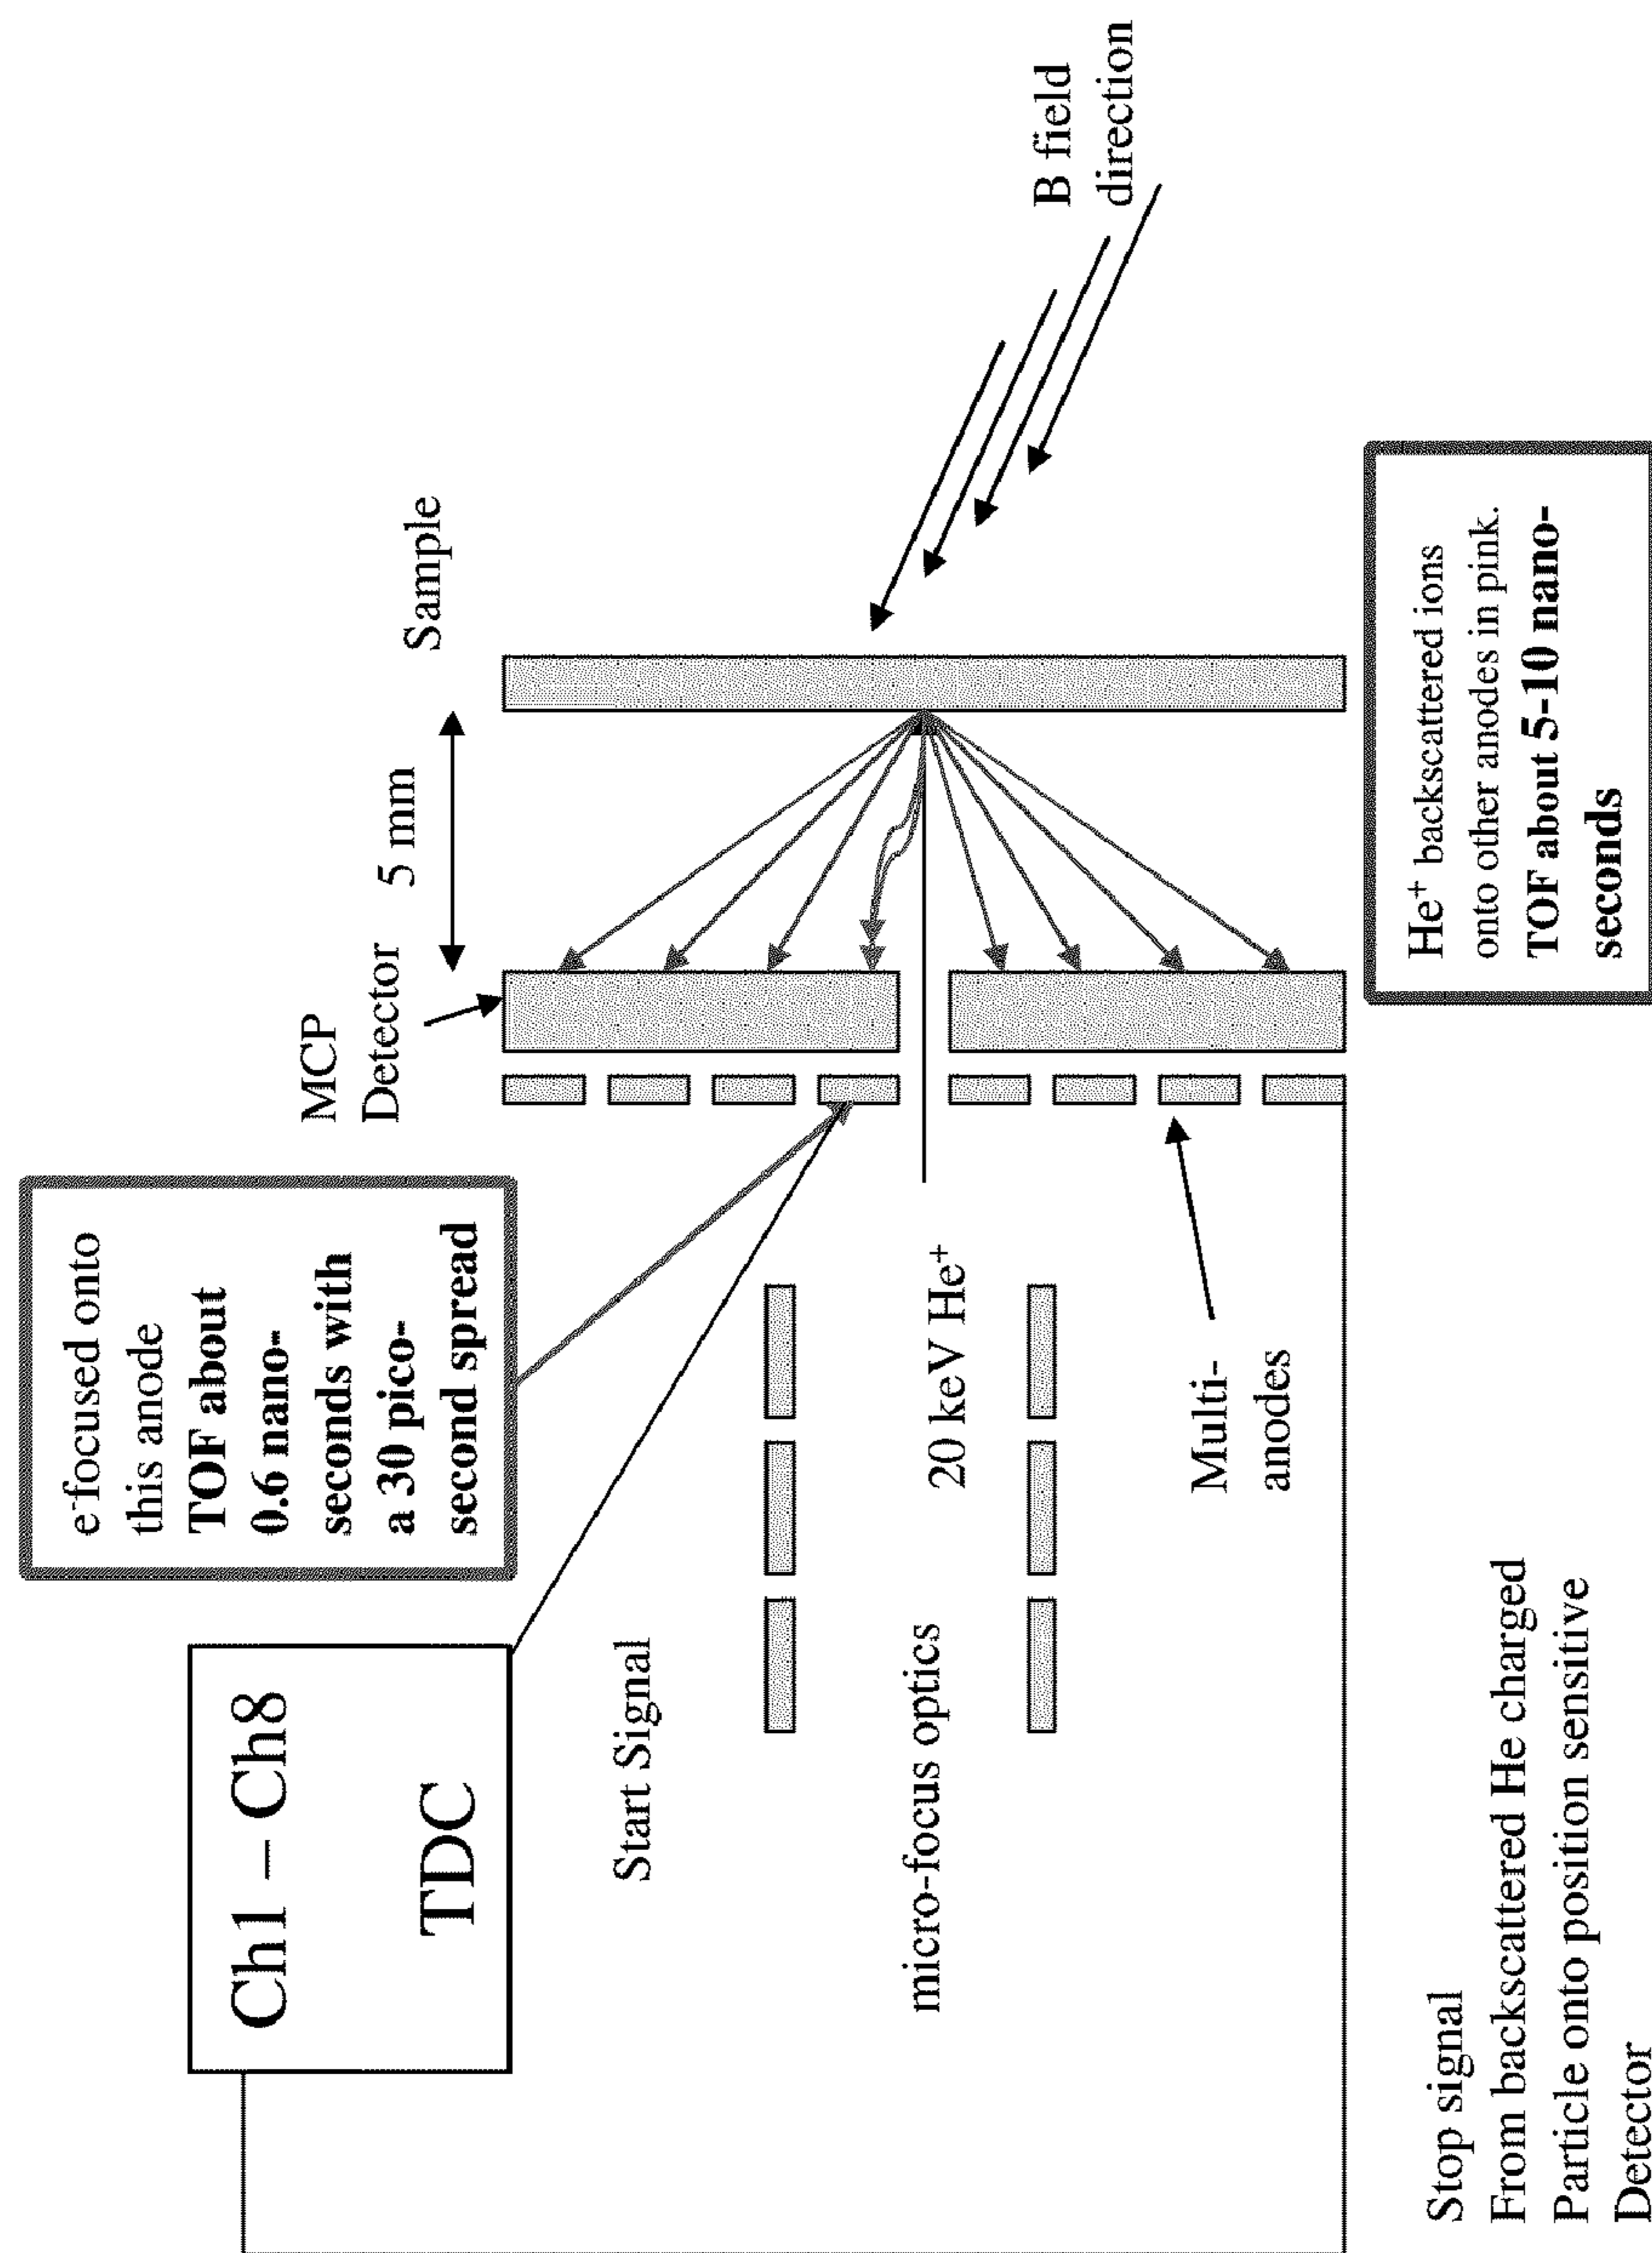 Ch1 – Ch8
TDC
e-focused onto
this anode
TOF about
0.6 nano-
seconds with
a 30 pico-
second spread
MCP
Detector
5 mm
Sample
Start Signal
micro-focus optics
20 keV He+
B field
direction
Multi-
anodes
He+ backscattered ions
onto other anodes in pink.
TOF about 5-10 nano-
seconds
Stop signal
From backscattered He charged
Particle onto position sensitive
Detector